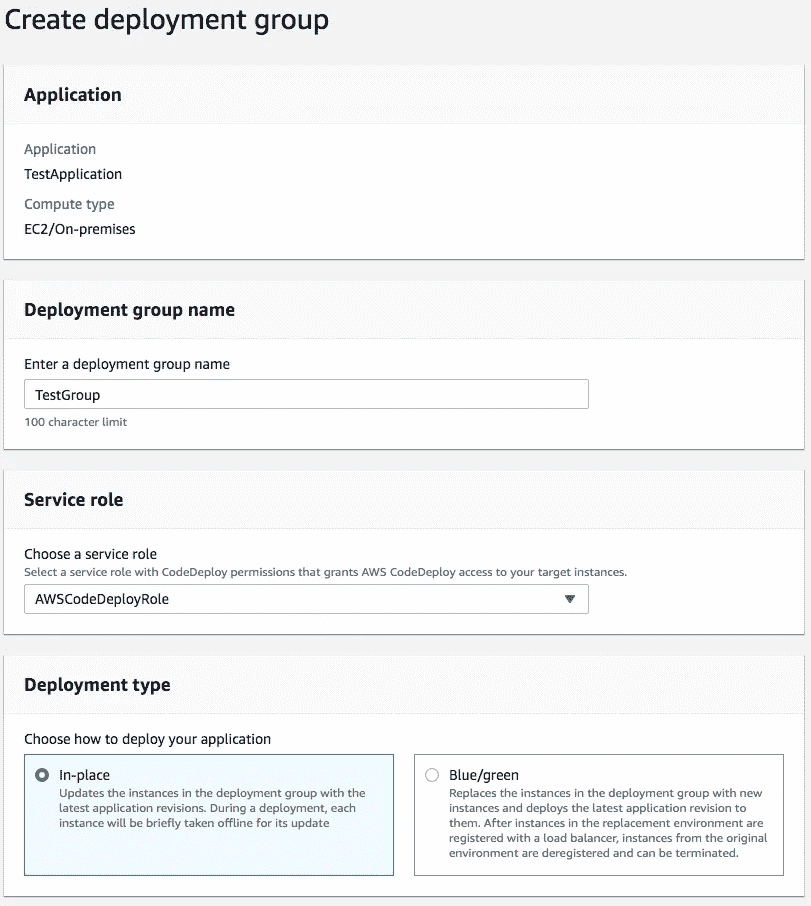 Create deployment group
Application
Application
TestApplication
Compute type
EC2/On-premises
Deployment group name
Enter a deployment group name
TestGroup
100 character limit
Service role
Choose a service role
Select a service role with CodeDeploy permissions that grants AWS CodeDeploy access to your target instances.
AWSCodeDeployRole
Deployment type
Choose how to deploy your application
In-place
Updates the instances in the deployment group with the
latest application revisions. During a deployment, each
instance will be briefly taken offline for its update
Blue/green
Replaces the instances in the deployment group with new
instances and deploys the latest application revision to
them. After instances in the replacement environment are
registered with a load balancer, instances from the original
environment are deregistered and can be terminated.